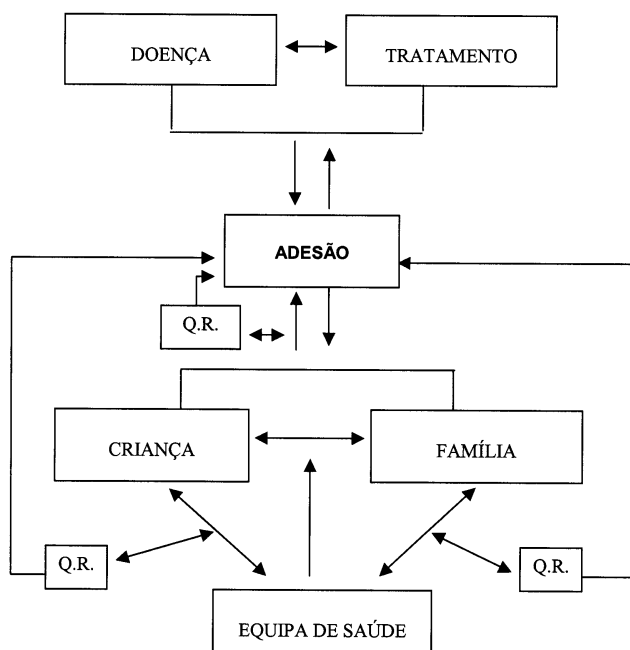 DOENÇA
TRATAMENTO
ADESÃO
Q.R.
CRIANÇA
FAMÍLIA
Q.R.
Q.R.
EQUIPA DE SAÚDE